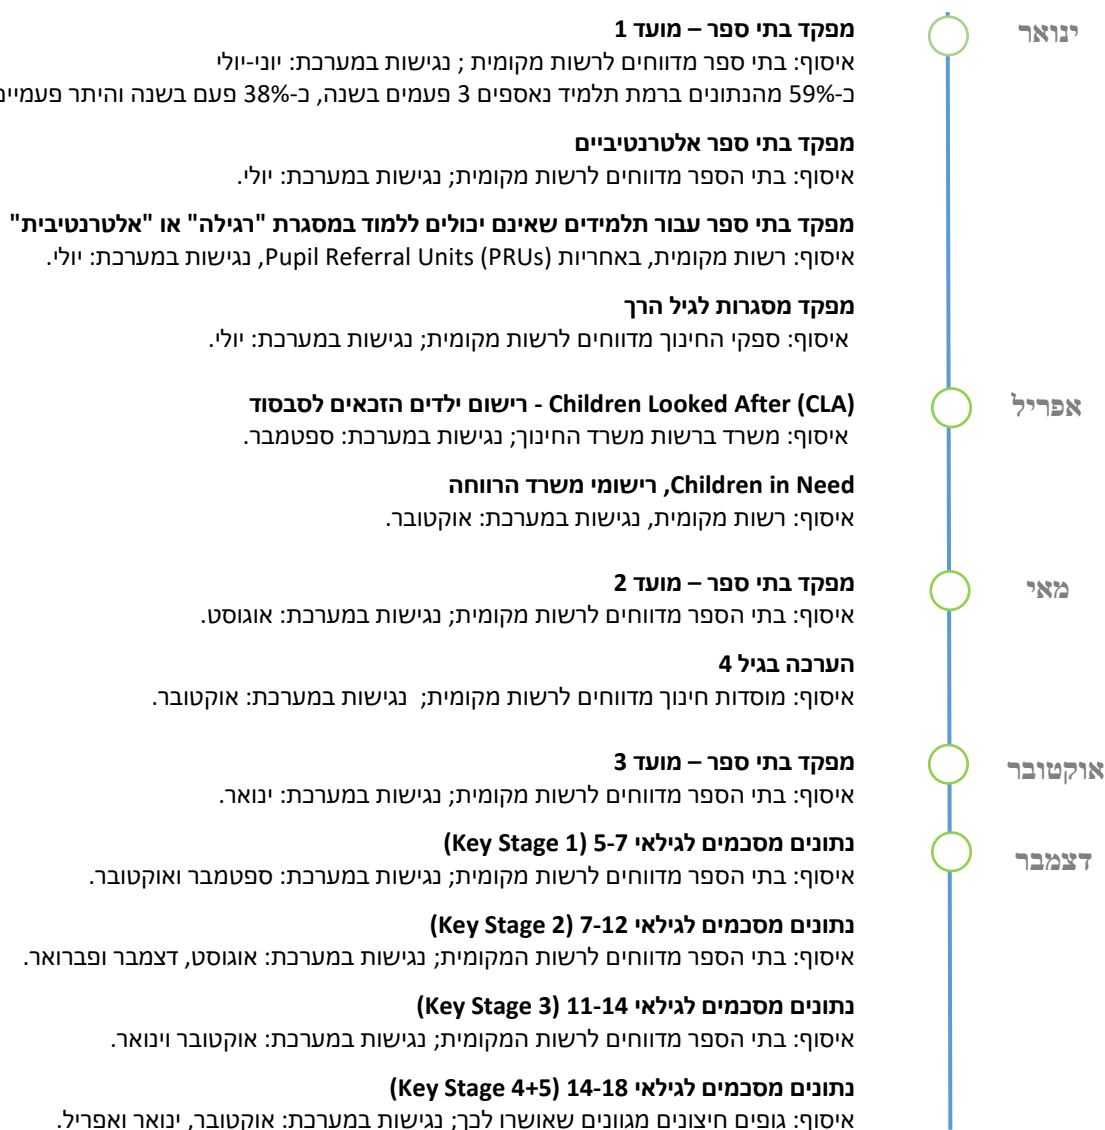 ינואר
מפקד בתי ספר – מועד 1
איסוף: בתי ספר מדווחים לרשות מקומית ; נגישות במערכת: יוני-יולי
כ-59% מהנתונים ברמת תלמיד נאספים 3 פעמים בשנה, כ-38% פעם בשנה והיתר
מפקד בתי ספר אלטרנטיביים
איסוף: בתי הספר מדווחים לרשות מקומית; נגישות במערכת: יולי.
מפקד בתי ספר עבור תלמידים שאינם יכולים ללמוד במסגרת "רגילה" או "אלטרנטיבית"
איסוף: רשות מקומית, באחריות Pupil Referral Units (PRUs), נגישות במערכת: יולי.
מפקד מסגרות לגיל הרך
איסוף: ספקי החינוך מדווחים לרשות מקומית; נגישות במערכת: יולי.
אפריל
Children Looked After (CLA) - רישום ילדים הזכאים לסבסוד
איסוף: משרד ברשות משרד החינוך; נגישות במערכת: ספטמבר.
Children in Need, רישומי משרד הרווחה
איסוף: רשות מקומית, נגישות במערכת: אוקטובר.
מאי
מפקד בתי ספר – מועד 2
איסוף: בתי הספר מדווחים לרשות מקומית; נגישות במערכת: אוגוסט.
הערכה בגיל 4
איסוף: מוסדות חינוך מדווחים לרשות מקומית; נגישות במערכת: אוקטובר.
אוקטובר
מפקד בתי ספר – מועד 3
איסוף: בתי הספר מדווחים לרשות מקומית; נגישות במערכת: ינואר.
דצמבר
נתונים מסכמים לגילאי 5-7 (Key Stage 1)
איסוף: בתי הספר מדווחים לרשות מקומית; נגישות במערכת: ספטמבר ואוקטובר.
נתונים מסכמים לגילאי 7-12 (Key Stage 2)
איסוף: בתי הספר מדווחים לרשות המקומית; נגישות במערכת: אוגוסט, דצמבר ופברואר.
נתונים מסכמים לגילאי 11-14 (Key Stage 3)
איסוף: בתי הספר מדווחים לרשות המקומית; נגישות במערכת: אוקטובר וינואר.
נתונים מסכמים לגילאי 14-18 (Key Stage 4+5)
איסוף: גופים חיצונים מגוונים שאושרו לכך; נגישות במערכת: אוקטובר, ינואר ואפריל.